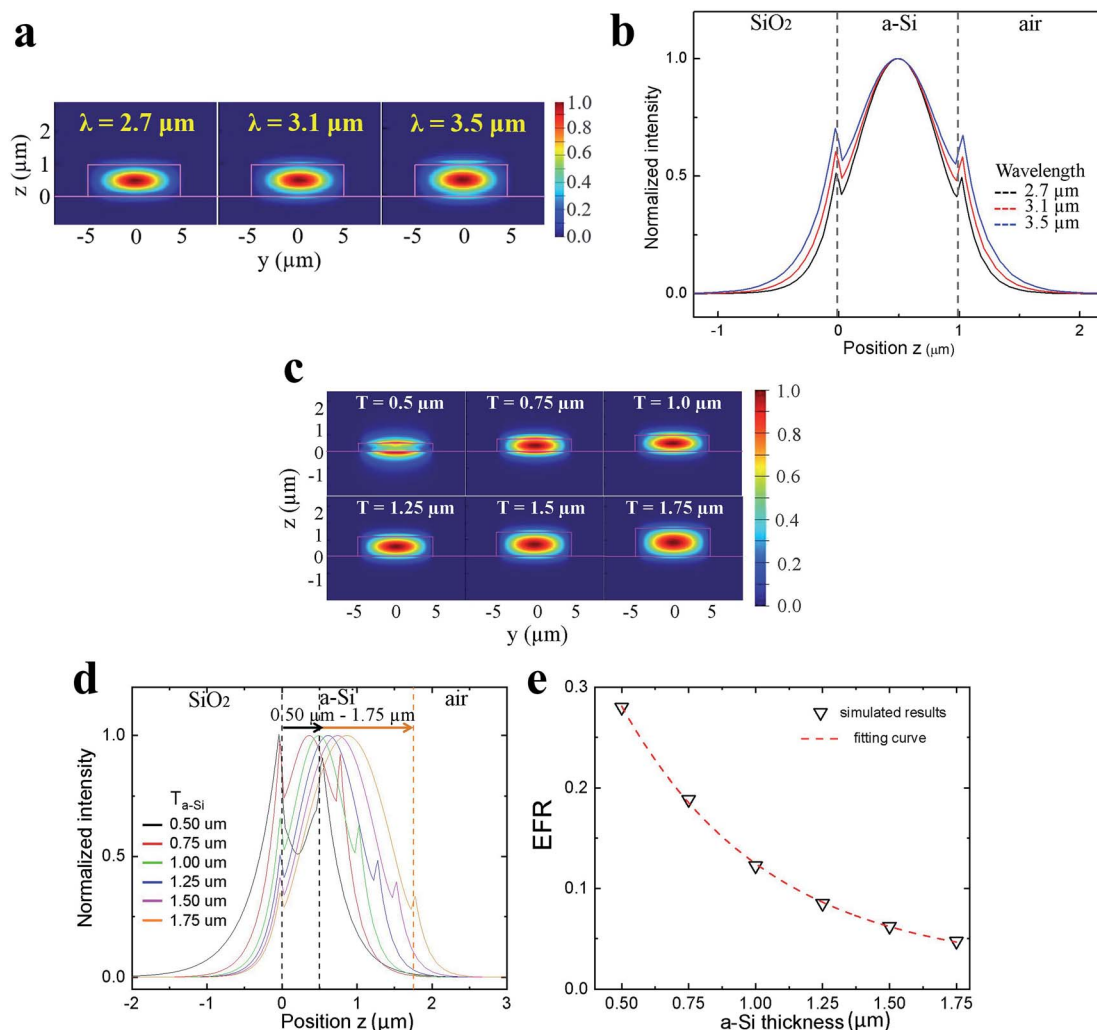 a
λ = 2.7 μm λ = 3.1 μm λ = 3.5 μm
1.0
0.8
0.6
0.4
0.2
0.0
z (μm)
2
1
0
-5 0 5 -5 0 5 -5 0 5
y (μm)
b
SiO2 a-Si air
Normalized intensity
1.0
0.5
0.0
Wavelength
2.7 μm
3.1 μm
3.5 μm
-1 0 1 2
Position z (μm)
c
T = 0.5 μm T = 0.75 μm T = 1.0 μm
T = 1.25 μm T = 1.5 μm T = 1.75 μm
z (μm)
2
1
0
-1
2
1
0
-1
1.0
0.8
0.6
0.4
0.2
0.0
-5 0 5 -5 0 5 -5 0 5
y (μm)
d
SiO2 a-Si air
0.50 μm - 1.75 μm
Normalized intensity
1.0
0.5
0.0
Ta-Si
0.50 um
0.75 um
1.00 um
1.25 um
1.50 um
1.75 um
-2 -1 0 1 2 3
Position z (μm)
e
EFR
0.3
0.2
0.1
0.0
simulated results
fitting curve
0.50 0.75 1.00 1.25 1.50 1.75
a-Si thickness(μm)